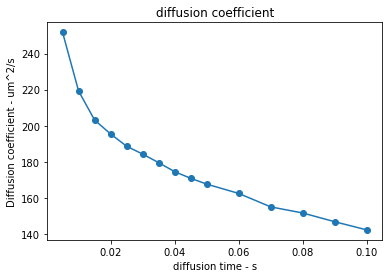 diffusion coefficient
Diffusion coefficient - um^2/s
240
220
200
180
160
140
0.02 0.04 0.06 0.08 0.10
diffusion time - s